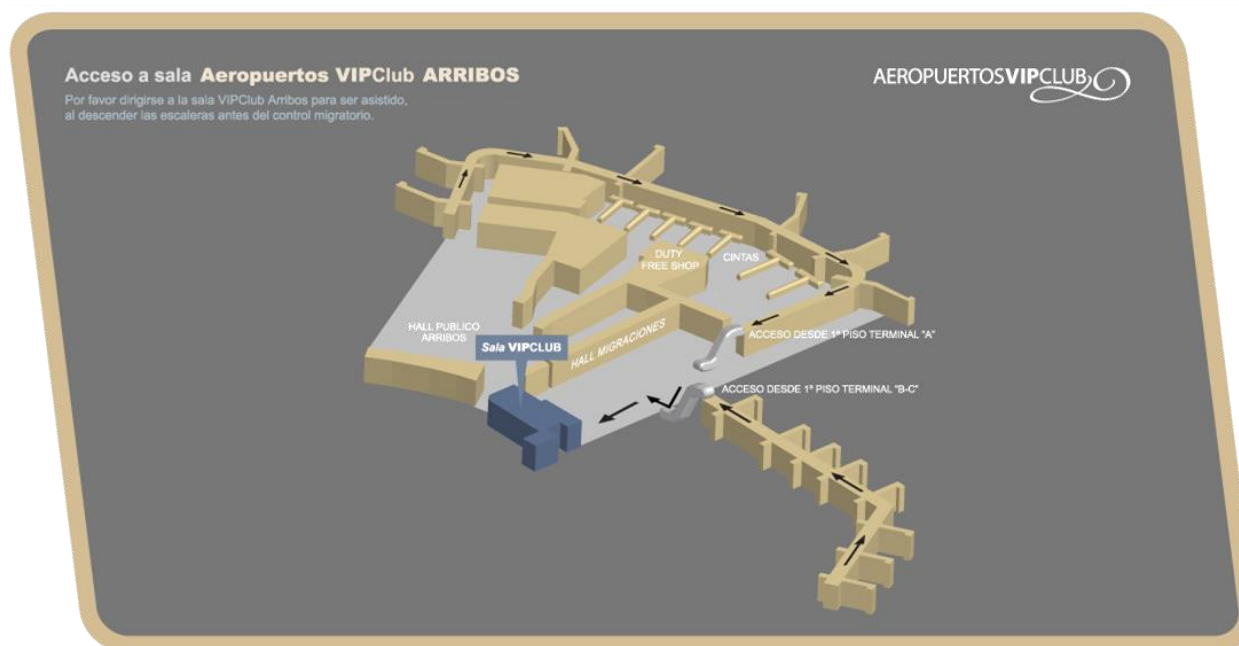 Acceso a sala Aeropuertos VIPClub ARRIBOS
Por favor dirigirse a la sala VIPClub Arribos para ser asistido,
al descender las escaleras antes del control migratorio.
AEROPUERTOSVIPCLUB
DUTY
FREE SHOP
CINTAS
HALL PUBLICO
ARRIBOS
Sala VIPCLUB
HALL MIGRACIONES
ACCESO DESDE 1º PISO TERMINAL "A"
ACCESO DESDE 1º PISO TERMINAL "B-C"